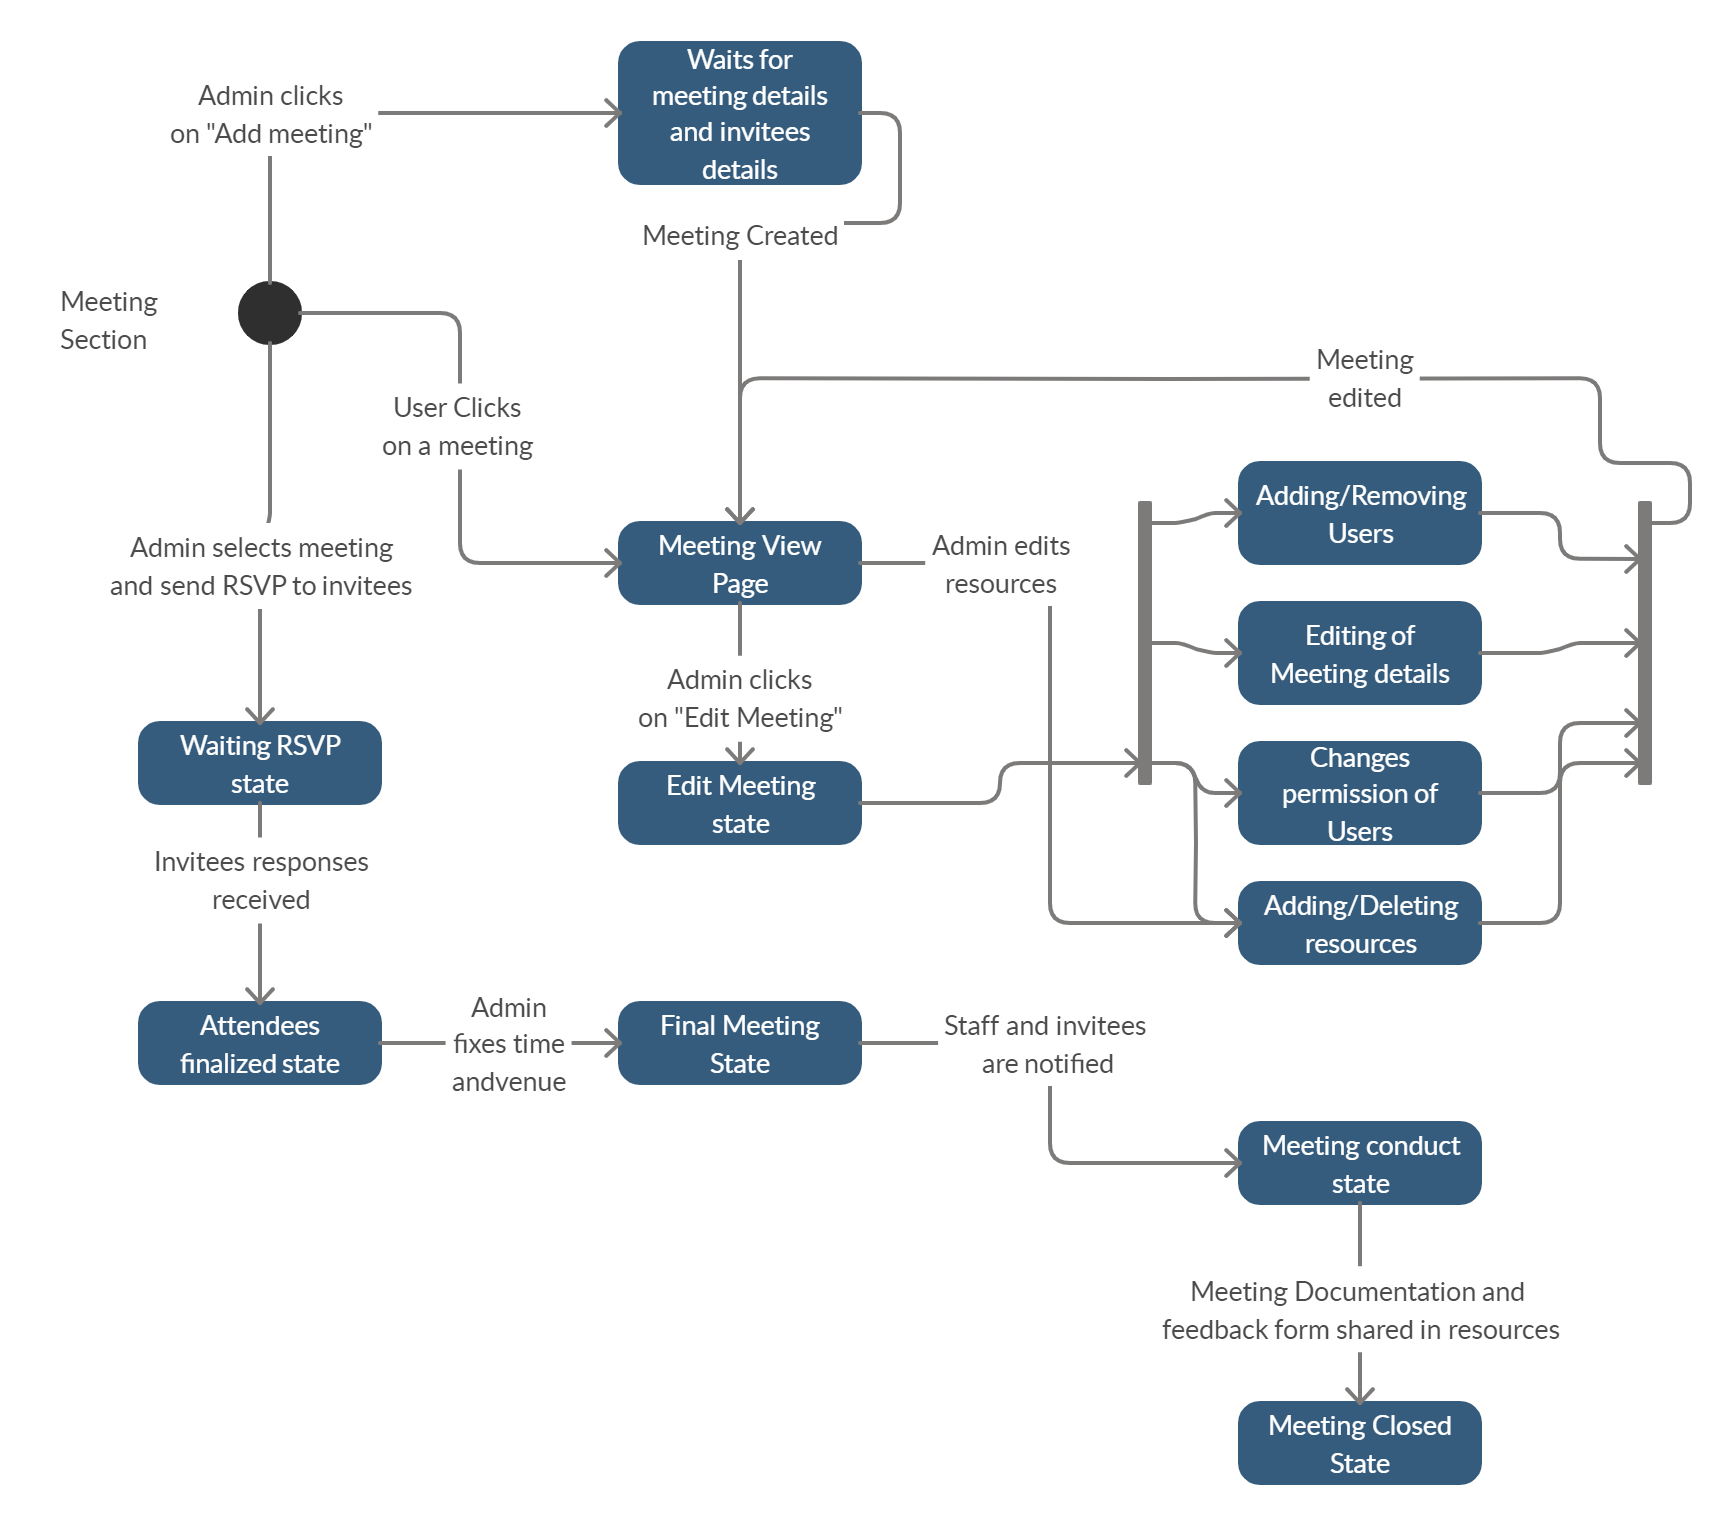 Waits for
meeting details
and invitees
details
Admin clicks
on "Add meeting"
Meeting Created
Meeting
Section
User Clicks
on a meeting
Meeting
edited
Admin selects meeting
and send RSVP to invitees
Meeting View
Page
Admin edits
resources
Adding/Removing
Users
Editing of
Meeting details
Admin clicks
on "Edit Meeting"
Waiting RSVP
state
Edit Meeting
state
Changes
permission of
Users
Invitees responses
received
Adding/Deleting
resources
Attendees
finalized state
Admin
fixes time
andvenue
Final Meeting
State
Staff and invitees
are notified
Meeting conduct
state
Meeting Documentation and
feedback form shared in resources
Meeting Closed
State